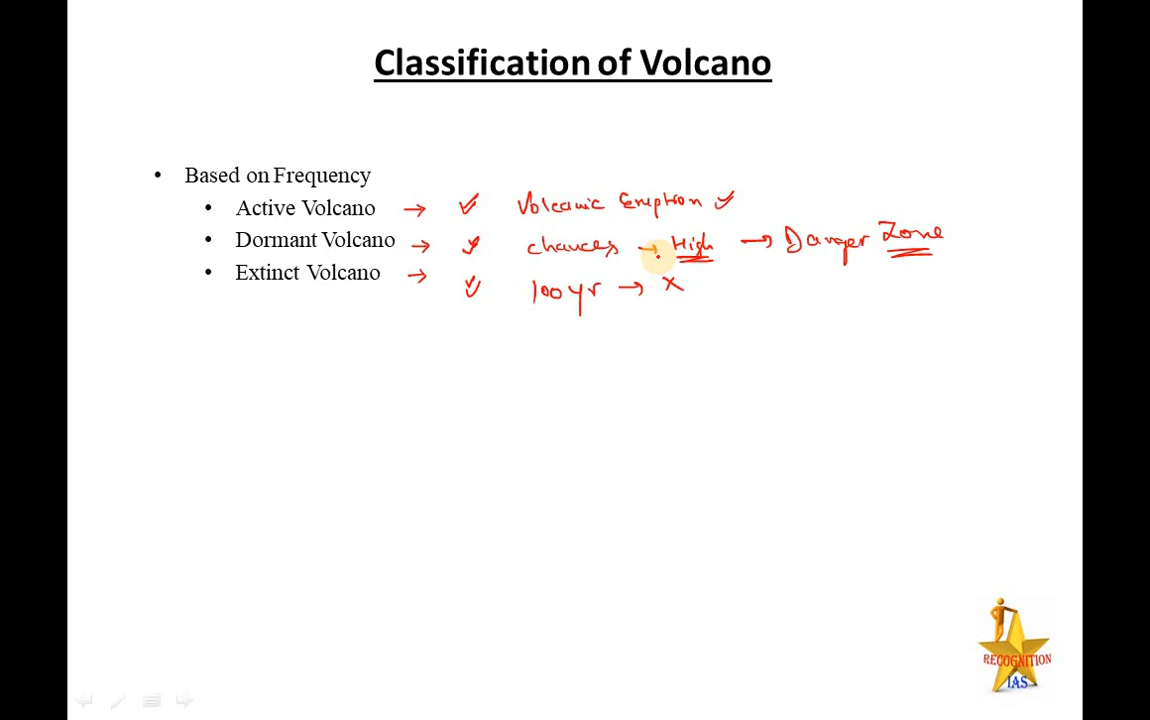 Classification of Volcano
• Based on Frequency
• Active Volcano → ✓ Volcanic Eruption ✓
• Dormant Volcano → ✓ chances → High → Danger Zone
• Extinct Volcano → ✓ 100 yr → x
RECOGNITION
IAS